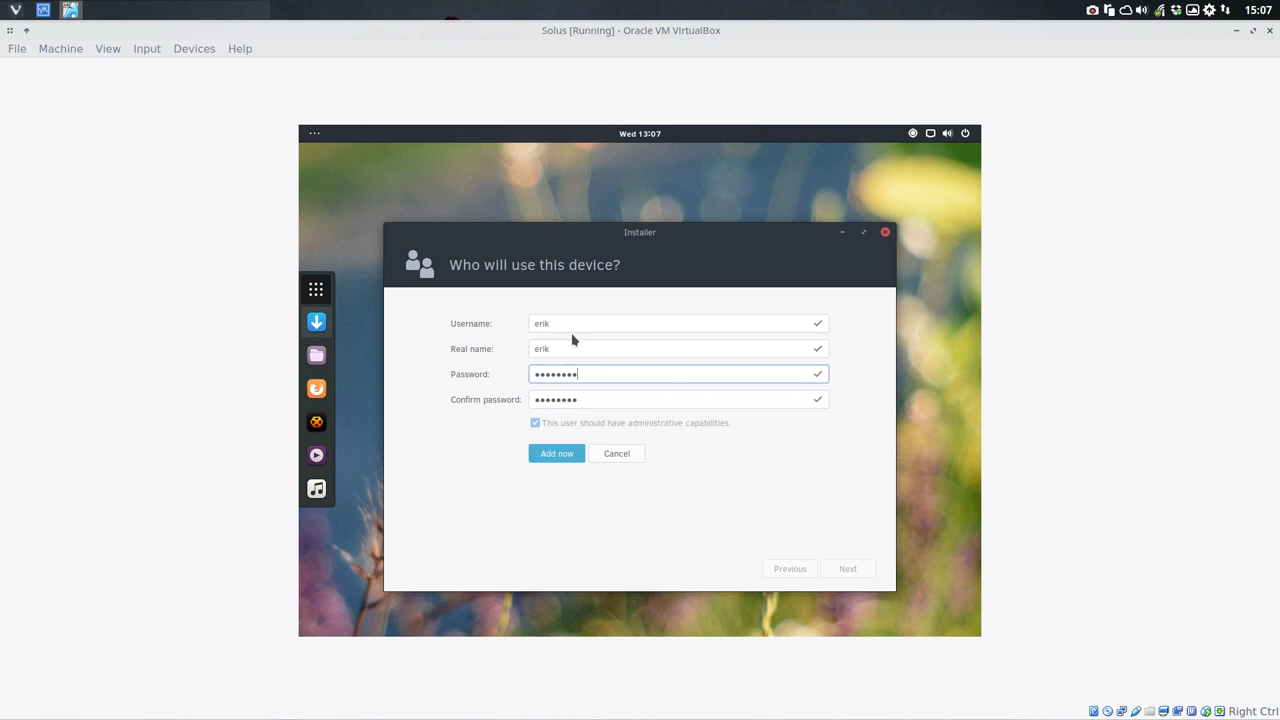 15:07
Solus [Running] - Oracle VM VirtualBox
File Machine View Input Devices Help
Wed 13:07
Installer
Who will use this device?
Username: erik
Real name: erik
Password: ••••••••
Confirm password: ••••••••
This user should have administrative capabilities
Add now Cancel
Previous Next
Right Ctrl